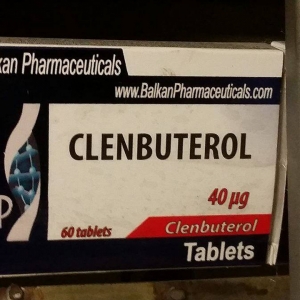 kan Pharmaceuticals
www.BalkanPharmaceuticals.com
CLENBUTEROL
40 µg
P
60 tablets
Clenbuterol
Tablets